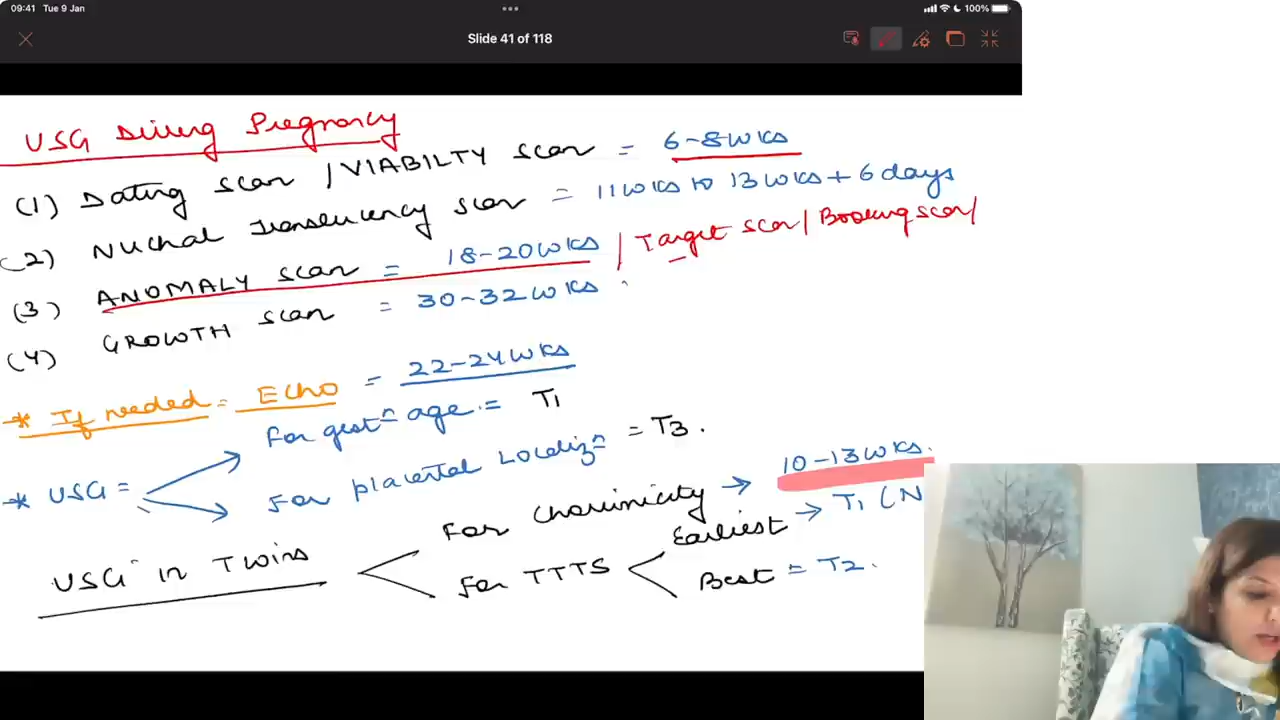 09:41 Tue 9 Jan
100%
Slide 41 of 118
USG During Pregnancy
(1) Dating scan / VIABILTY scan = 6-8wks
(2) Nuchal Translucency scan = 11wks to 13wks+6days
(3) ANOMALY scan = 18-20wks / Target scan / Booking scan /
(4) GROWTH scan = 30-32wks
* If needed = Echo = 22-24wks
* USG =
For gestⁿ age = T1
For placental Localizⁿ = T3.
USG in Twins
For chorionicity → 10-13wks.
For TTTS
Earliest → T1 (N
Best = T2.